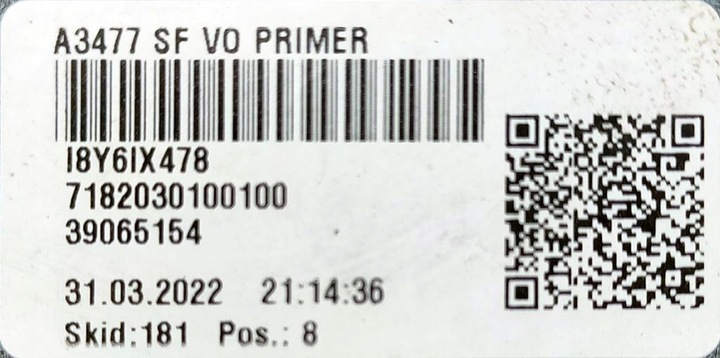 A3477 SF VO PRIMER
I8Y6IX478
7182030100100
39065154
31.03.2022 21:14:36
Skid:181 Pos.: 8